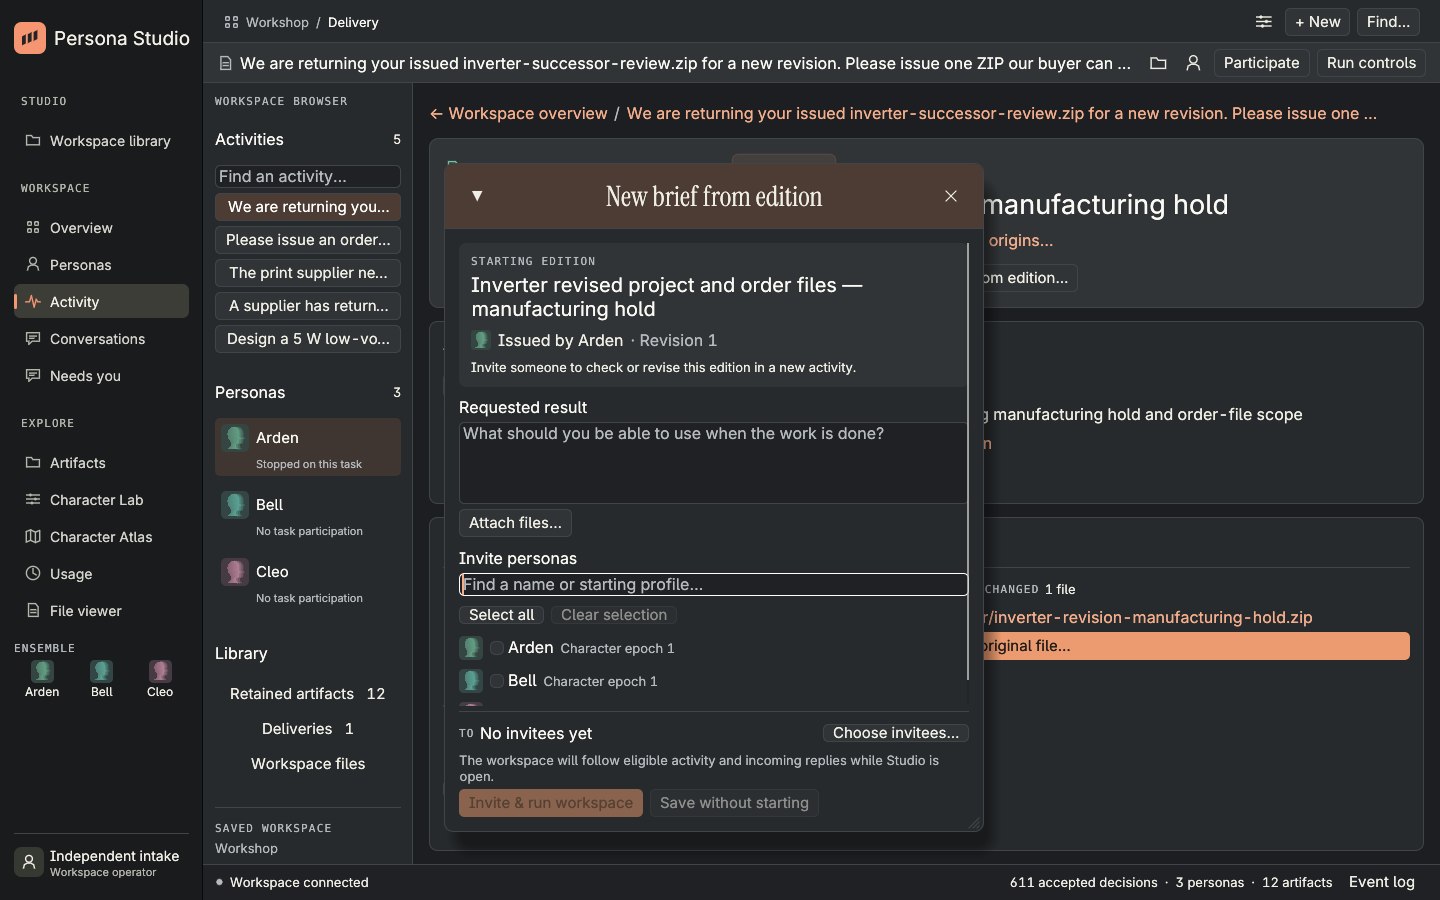 Persona Studio
STUDIO
Workspace library
WORKSPACE
Overview
Personas
Activity
Conversations
Needs you
EXPLORE
Artifacts
Character Lab
Character Atlas
Usage
File viewer
ENSEMBLE
Arden Bell Cleo
Independent intake
Workspace operator
Workshop / Delivery
+ New
Find...
We are returning your issued inverter-successor-review.zip for a new revision. Please issue one ZIP our buyer can ...
Participate
Run controls
WORKSPACE BROWSER
Activities 5
Find an activity...
We are returning you...
Please issue an order...
The print supplier ne...
A supplier has return...
Design a 5 W low-vo...
Personas 3
Arden
Stopped on this task
Bell
No task participation
Cleo
No task participation
Library
Retained artifacts 12
Deliveries 1
Workspace files
SAVED WORKSPACE
Workshop
← Workspace overview / We are returning your issued inverter-successor-review.zip for a new revision. Please issue one ...
manufacturing hold
origins...
om edition...
manufacturing hold and order-file scope
CHANGED 1 file
r/inverter-revision-manufacturing-hold.zip
original file...
▼ New brief from edition
STARTING EDITION
Inverter revised project and order files —
manufacturing hold
Issued by Arden · Revision 1
Invite someone to check or revise this edition in a new activity.
Requested result
What should you be able to use when the work is done?
Attach files...
Invite personas
Find a name or starting profile...
Select all
Clear selection
Arden Character epoch 1
Bell Character epoch 1
TO No invitees yet
Choose invitees...
The workspace will follow eligible activity and incoming replies while Studio is
open.
Invite & run workspace
Save without starting
Workspace connected
611 accepted decisions · 3 personas · 12 artifacts
Event log